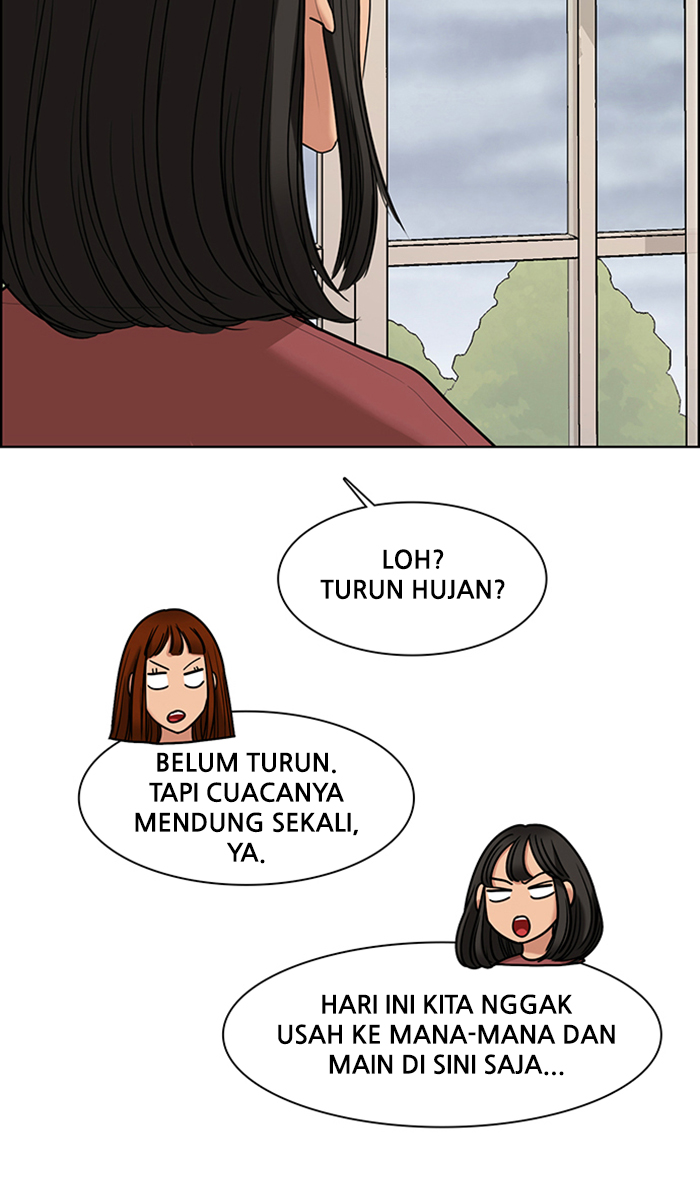 LOH?
TURUN HUJAN?
BELUM TURUN.
TAPI CUACANYA
MENDUNG SEKALI,
YA.
HARI INI KITA NGGAK
USAH KE MANA-MANA DAN
MAIN DI SINI SAJA...